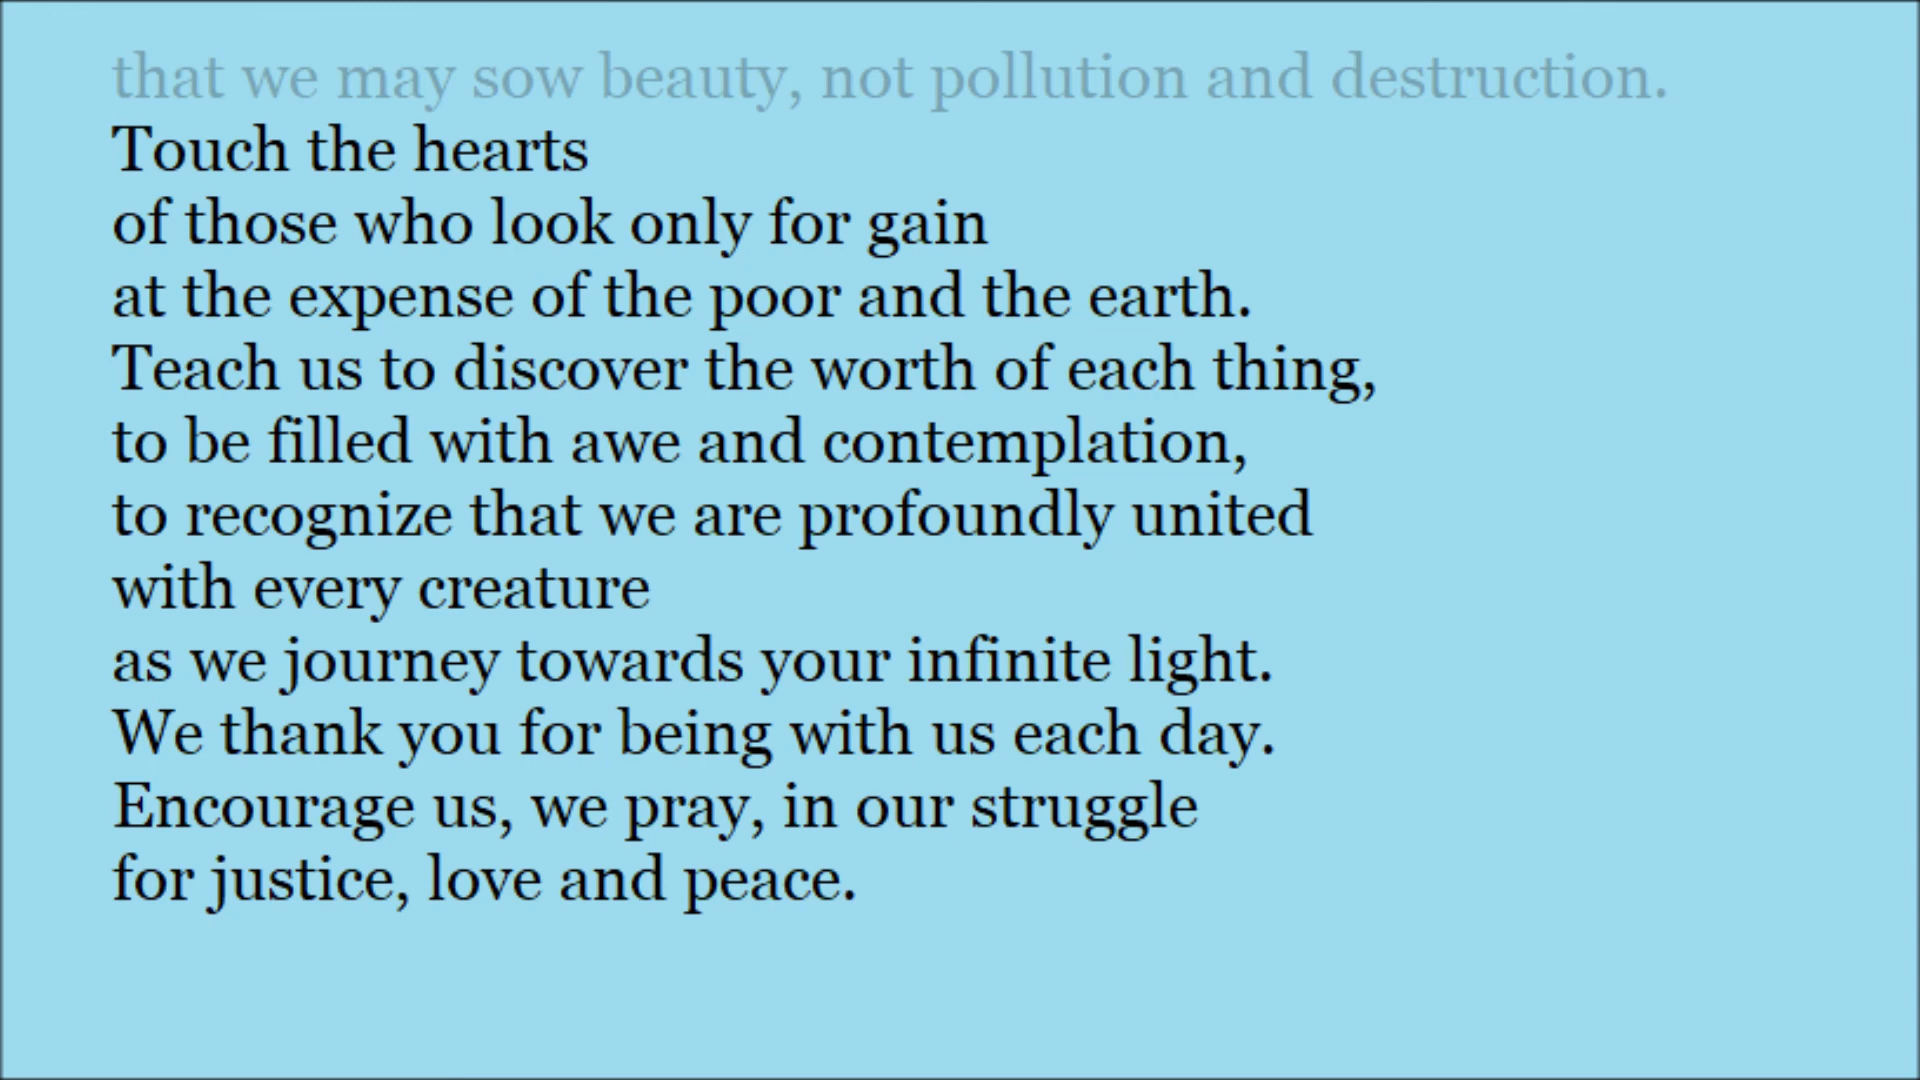 that we may sow beauty, not pollution and destruction.
Touch the hearts
of those who look only for gain
at the expense of the poor and the earth.
Teach us to discover the worth of each thing,
to be filled with awe and contemplation,
to recognize that we are profoundly united
with every creature
as we journey towards your infinite light.
We thank you for being with us each day.
Encourage us, we pray, in our struggle
for justice, love and peace.